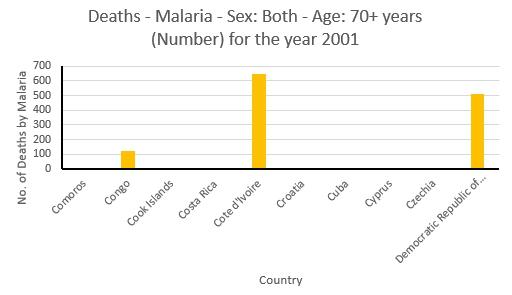 Deaths - Malaria - Sex: Both - Age: 70+ years
(Number) for the year 2001
No. of Deaths by Malaria
700
600
500
400
300
200
100
0
Comoros
Congo
Cook Islands
Costa Rica
Cote d'Ivoire
Croatia
Cuba
Cyprus
Czechia
Democratic Republic of...
Country